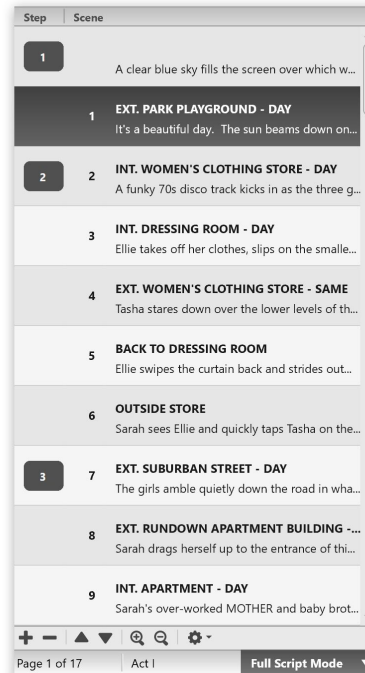 Step Scene
1
A clear blue sky fills the screen over which w...
1 EXT. PARK PLAYGROUND - DAY
It's a beautiful day. The sun beams down on...
2 2 INT. WOMEN'S CLOTHING STORE - DAY
A funky 70s disco track kicks in as the three g...
3 INT. DRESSING ROOM - DAY
Ellie takes off her clothes, slips on the smalle...
4 EXT. WOMEN'S CLOTHING STORE - SAME
Tasha stares down over the lower levels of th...
5 BACK TO DRESSING ROOM
Ellie swipes the curtain back and strides out...
6 OUTSIDE STORE
Sarah sees Ellie and quickly taps Tasha on the...
3 7 EXT. SUBURBAN STREET - DAY
The girls amble quietly down the road in wha...
8 EXT. RUNDOWN APARTMENT BUILDING -...
Sarah drags herself up to the entrance of thi...
9 INT. APARTMENT - DAY
Sarah's over-worked MOTHER and baby brot...
Page 1 of 17 Act I Full Script Mode